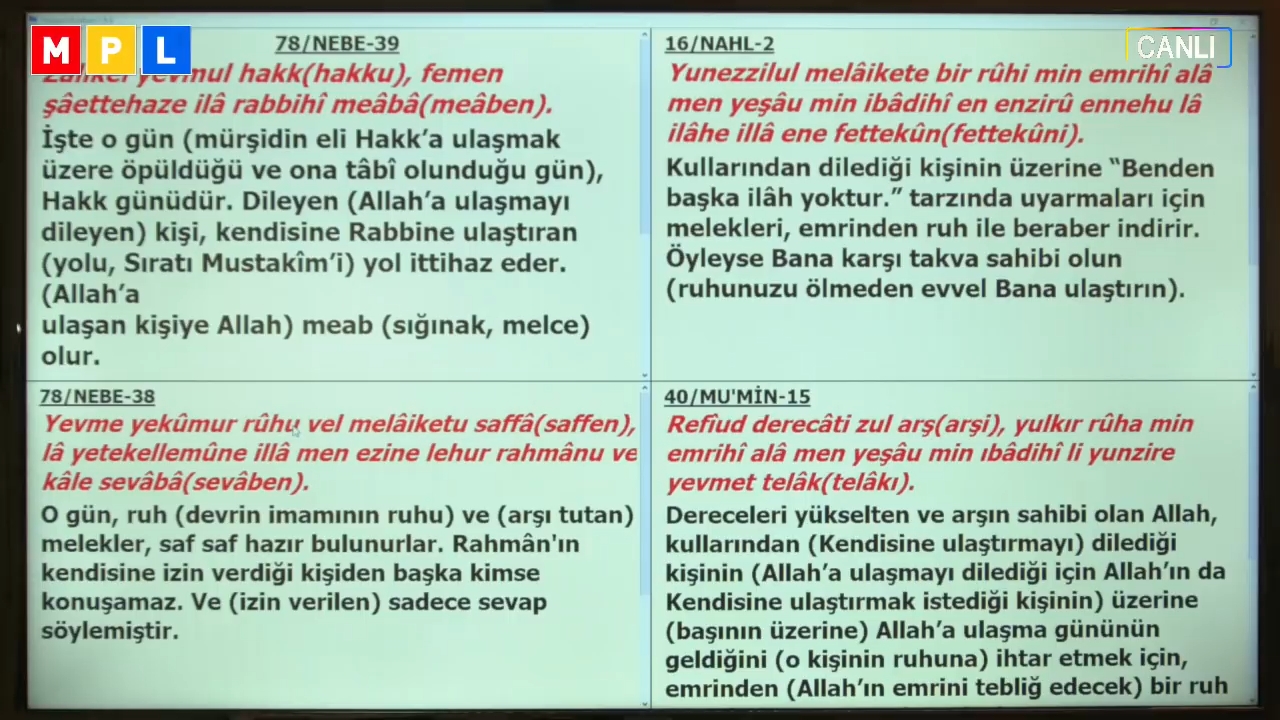 MPL
CANLI
78/NEBE-39
yevmul hakk(hakku), femen
şâettehaze ilâ rabbihî meâbâ(meâben).
İşte o gün (mürşidin eli Hakk’a ulaşmak
üzere öpüldüğü ve ona tâbî olunduğu gün),
Hakk günüdür. Dileyen (Allah’a ulaşmayı
dileyen) kişi, kendisine Rabbine ulaştıran
(yolu, Sıratı Mustakîm’i) yol ittihaz eder.
(Allah’a
ulaşan kişiye Allah) meab (sığınak, melce)
olur.
16/NAHL-2
Yunezzilul melâikete bir rûhi min emrihî alâ
men yeşâu min ibâdihî en enzirû ennehu lâ
ilâhe illâ ene fettekûn(fettekûni).
Kullarından dilediği kişinin üzerine “Benden
başka ilâh yoktur.” tarzında uyarmaları için
melekleri, emrinden ruh ile beraber indirir.
Öyleyse Bana karşı takva sahibi olun
(ruhunuzu ölmeden evvel Bana ulaştırın).
78/NEBE-38
Yevme yekûmur rûhu vel melâiketu saffâ(saffen),
lâ yetekellemûne illâ men ezine lehur rahmânu ve
kâle sevâbâ(sevâben).
O gün, ruh (devrin imamının ruhu) ve (arşı tutan)
melekler, saf saf hazır bulunurlar. Rahmân'ın
kendisine izin verdiği kişiden başka kimse
konuşamaz. Ve (izin verilen) sadece sevap
söylemiştir.
40/MU'MİN-15
Refîud derecâti zul arş(arşi), yulkır rûha min
emrihî alâ men yeşâu min ıbâdihî li yunzire
yevmet telâk(telâkı).
Dereceleri yükselten ve arşın sahibi olan Allah,
kullarından (Kendisine ulaştırmayı) dilediği
kişinin (Allah’a ulaşmayı dilediği için Allah’ın da
Kendisine ulaştırmak istediği kişinin) üzerine
(başının üzerine) Allah’a ulaşma gününün
geldiğini (o kişinin ruhuna) ihtar etmek için,
emrinden (Allah’ın emrini tebliğ edecek) bir ruh